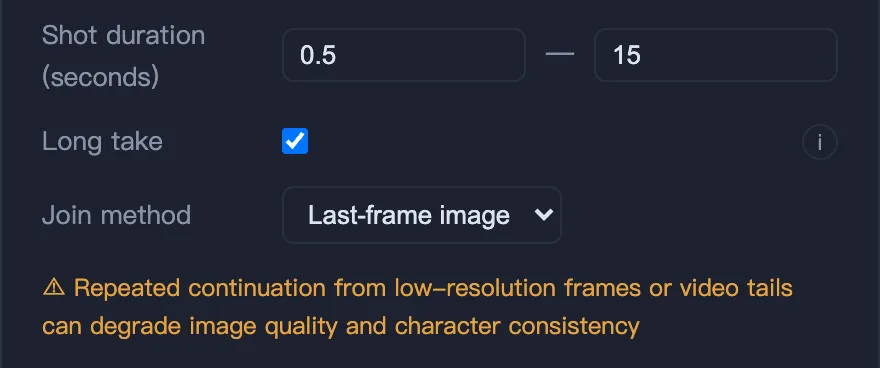 Shot duration
(seconds)
0.5 — 15
Long take
i
Join method
Last-frame image
⚠ Repeated continuation from low-resolution frames or video tails
can degrade image quality and character consistency